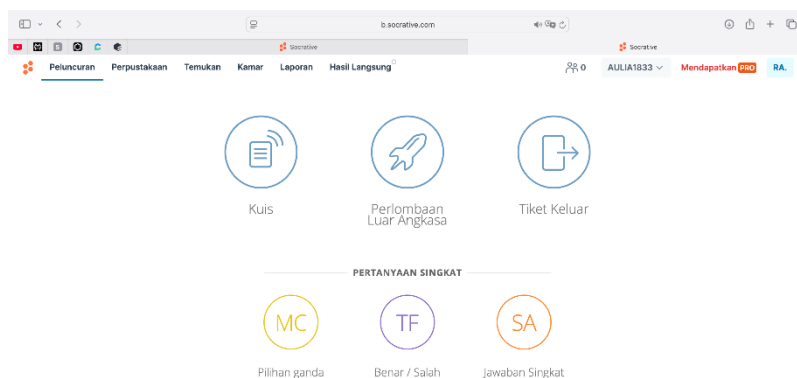 b.socrative.com
Socrative
Socrative
Peluncuran Perpustakaan Temukan Kamar Laporan Hasil Langsung 0 AULIA1833 Mendapatkan PRO RA.
Kuis Perlombaan Luar Angkasa Tiket Keluar
PERTANYAAN SINGKAT
MC TF SA
Pilihan ganda Benar / Salah Jawaban Singkat